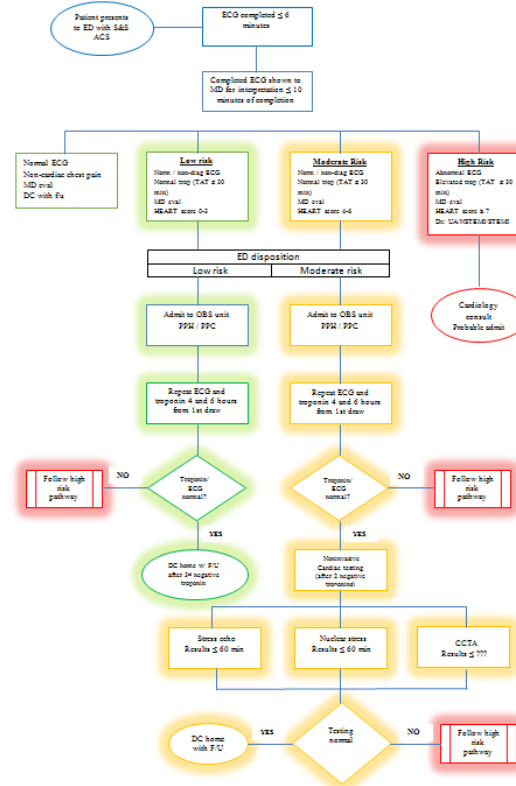 Patient presents
to ED with S&S
ACS
ECG completed ≤ 6
minutes
Completed ECG shown to
MD for interpretation ≤ 10
minutes of completion
Normal ECG
Non-cardiac chest pain
MD eval
DC with f/u
Low risk
Norm / non-diag ECG
Normal trop (TAT ≤ 30
min)
MD eval
HEART score 0-3
Moderate Risk
Norm / non-diag ECG
Normal trop (TAT ≤ 30
min)
MD eval
HEART score 4-6
High Risk
Abnormal ECG
Elevated trop (TAT ≤ 30
min)
MD eval
HEART score ≥ 7
Dx: UA/NSTEMI/STEMI
ED disposition
Low risk
Moderate risk
Cardiology
consult
Probable admit
Admit to OBS unit
PPH / PPC
Admit to OBS unit
PPH / PPC
Repeat ECG and
troponin 4 and 6 hours
from 1st draw
Repeat ECG and
troponin 4 and 6 hours
from 1st draw
Follow high
risk
pathway
NO
Troponin/
ECG
normal?
Troponin/
ECG
normal?
NO
Follow high
risk
pathway
YES
YES
DC home w/ F/U
after negative
troponin
Noninvasive
Cardiac testing
(after 2 negative
Stress echo
Results ≤ 60 min
Nuclear stress
Results ≤ 60 min
CCTA
Results ≤ ???
DC home
with F/U
YES
Testing
normal
NO
Follow high
risk
pathway